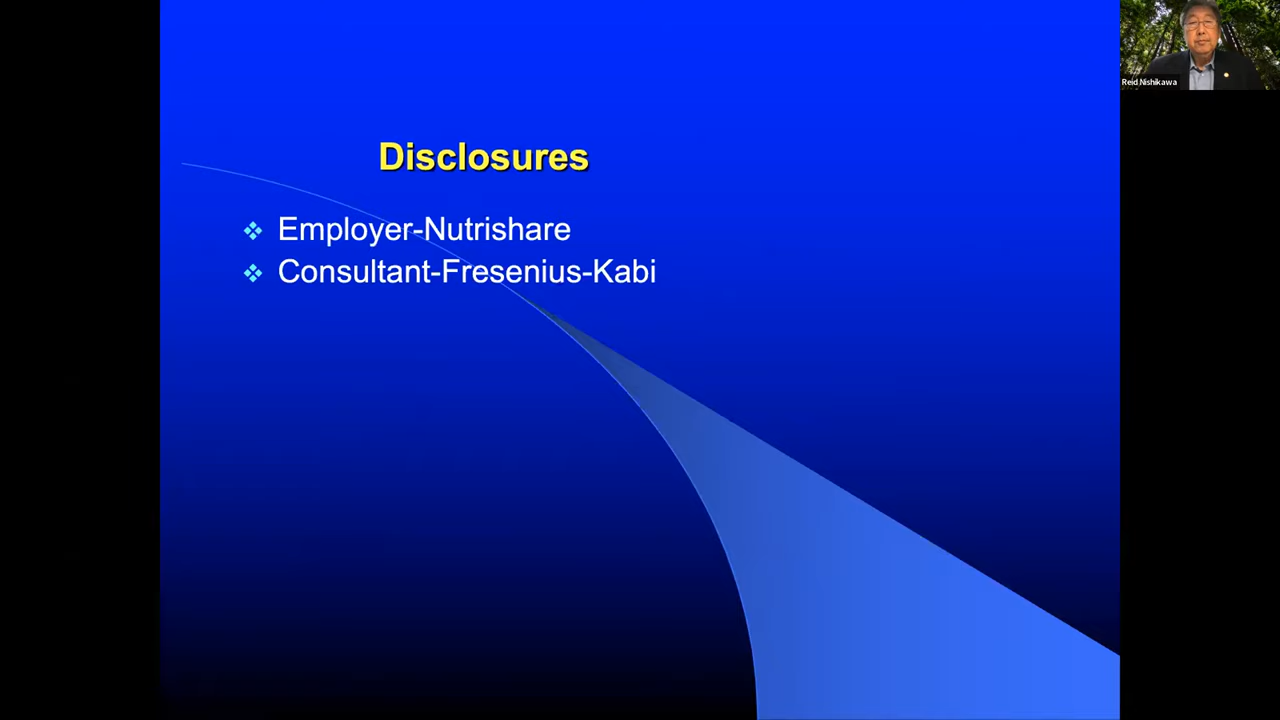 Disclosures
Employer-Nutrishare
Consultant-Fresenius-Kabi
Reid Nishikawa